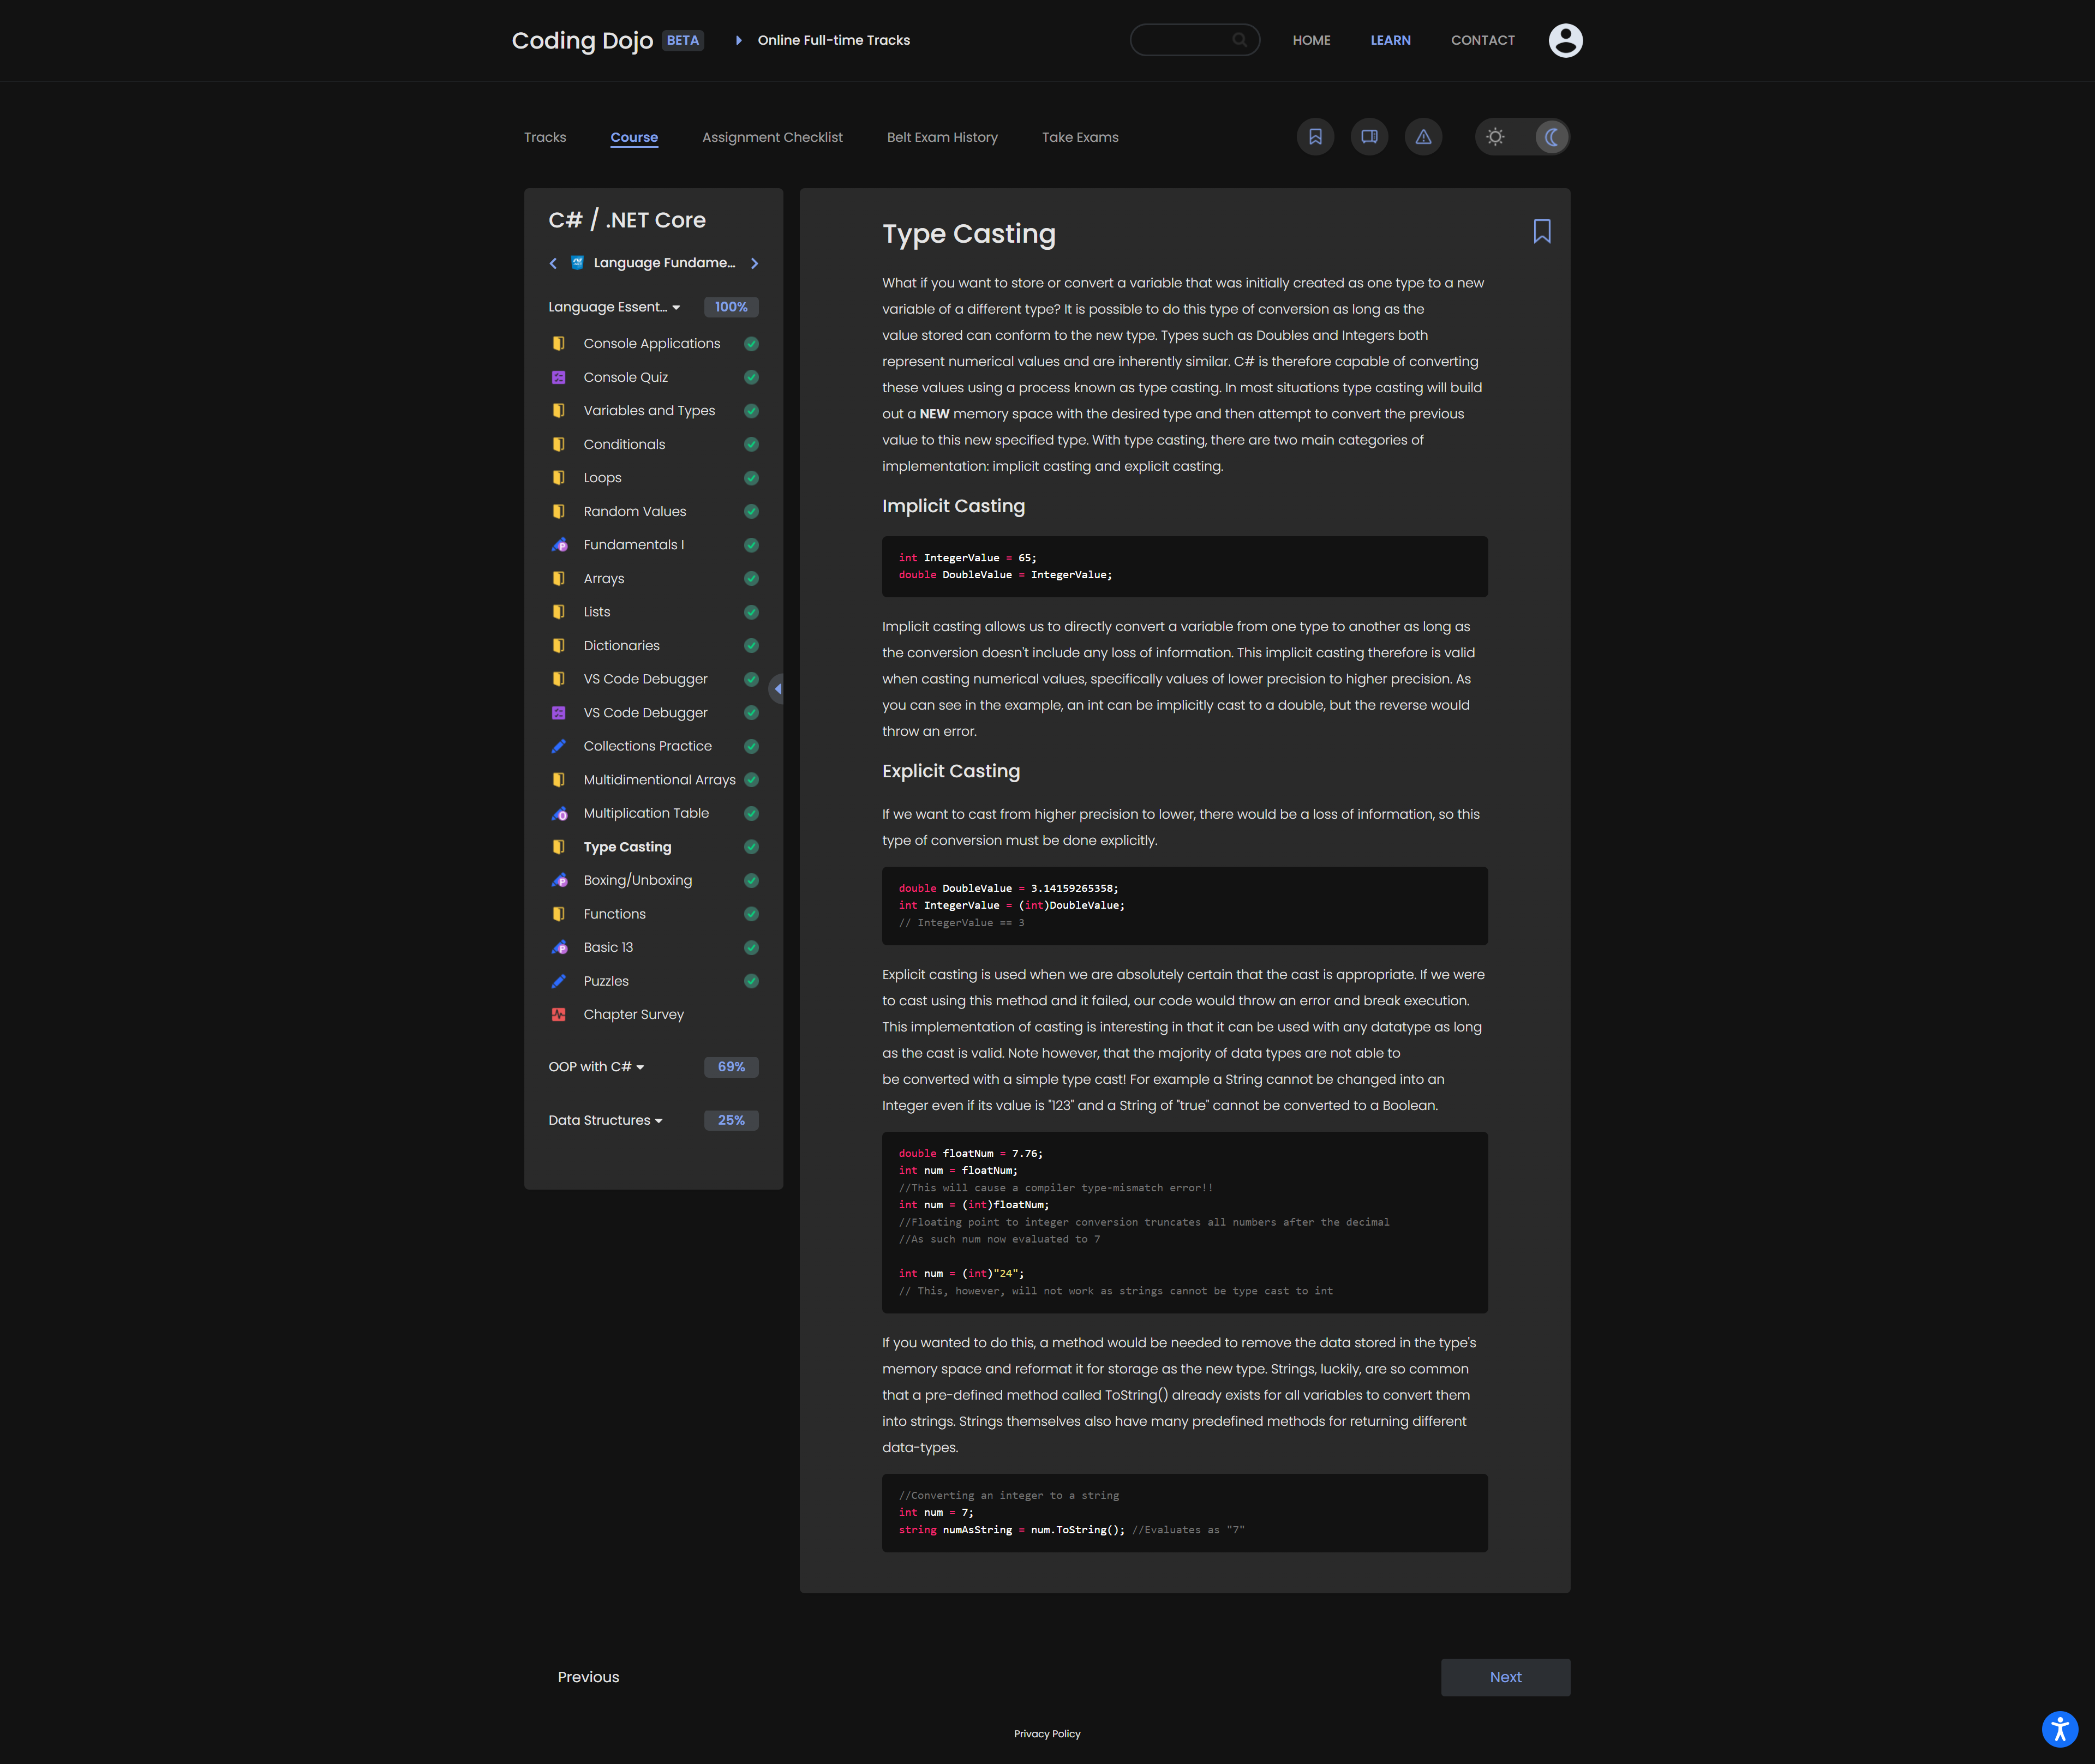 Coding Dojo BETA Online Full-time Tracks HOME LEARN CONTACT
Tracks Course Assignment Checklist Belt Exam History Take Exams
C# / .NET Core
Language Fundame...
Language Essent... 100%
Console Applications
Console Quiz
Variables and Types
Conditionals
Loops
Random Values
Fundamentals I
Arrays
Lists
Dictionaries
VS Code Debugger
VS Code Debugger
Collections Practice
Multidimentional Arrays
Multiplication Table
Type Casting
Boxing/Unboxing
Functions
Basic 13
Puzzles
Chapter Survey
OOP with C# 69%
Data Structures 25%
Type Casting
What if you want to store or convert a variable that was initially created as one type to a new
variable of a different type? It is possible to do this type of conversion as long as the
value stored can conform to the new type. Types such as Doubles and Integers both
represent numerical values and are inherently similar. C# is therefore capable of converting
these values using a process known as type casting. In most situations type casting will build
out a NEW memory space with the desired type and then attempt to convert the previous
value to this new specified type. With type casting, there are two main categories of
implementation: implicit casting and explicit casting.
Implicit Casting
int IntegerValue = 65;
double DoubleValue = IntegerValue;
Implicit casting allows us to directly convert a variable from one type to another as long as
the conversion doesn't include any loss of information. This implicit casting therefore is valid
when casting numerical values, specifically values of lower precision to higher precision. As
you can see in the example, an int can be implicitly cast to a double, but the reverse would
throw an error.
Explicit Casting
If we want to cast from higher precision to lower, there would be a loss of information, so this
type of conversion must be done explicitly.
double DoubleValue = 3.14159265358;
int IntegerValue = (int)DoubleValue;
// IntegerValue == 3
Explicit casting is used when we are absolutely certain that the cast is appropriate. If we were
to cast using this method and it failed, our code would throw an error and break execution.
This implementation of casting is interesting in that it can be used with any datatype as long
as the cast is valid. Note however, that the majority of data types are not able to
be converted with a simple type cast! For example a String cannot be changed into an
Integer even if its value is "123" and a String of "true" cannot be converted to a Boolean.
double floatNum = 7.76;
int num = floatNum;
//This will cause a compiler type-mismatch error!!
int num = (int)floatNum;
//Floating point to integer conversion truncates all numbers after the decimal
//As such num now evaluated to 7
int num = (int)"24";
// This, however, will not work as strings cannot be type cast to int
If you wanted to do this, a method would be needed to remove the data stored in the type's
memory space and reformat it for storage as the new type. Strings, luckily, are so common
that a pre-defined method called ToString() already exists for all variables to convert them
into strings. Strings themselves also have many predefined methods for returning different
data-types.
//Converting an integer to a string
int num = 7;
string numAsString = num.ToString(); //Evaluates as "7"
Previous Next
Privacy Policy